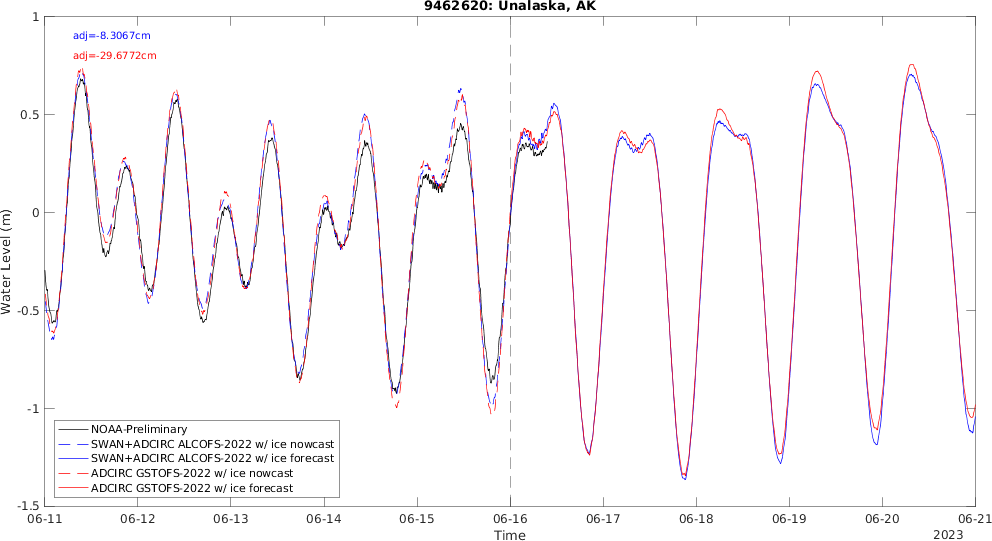 9462620: Unalaska, AK
adj=-8.3067cm
adj=-29.6772cm
Water Level (m)
1
0.5
0
-0.5
-1
-1.5
NOAA-Preliminary
SWAN+ADCIRC ALCOFS-2022 w/ ice nowcast
SWAN+ADCIRC ALCOFS-2022 w/ ice forecast
ADCIRC GSTOFS-2022 w/ ice nowcast
ADCIRC GSTOFS-2022 w/ ice forecast
06-11 06-12 06-13 06-14 06-15 06-16 06-17 06-18 06-19 06-20 06-21
Time
2023